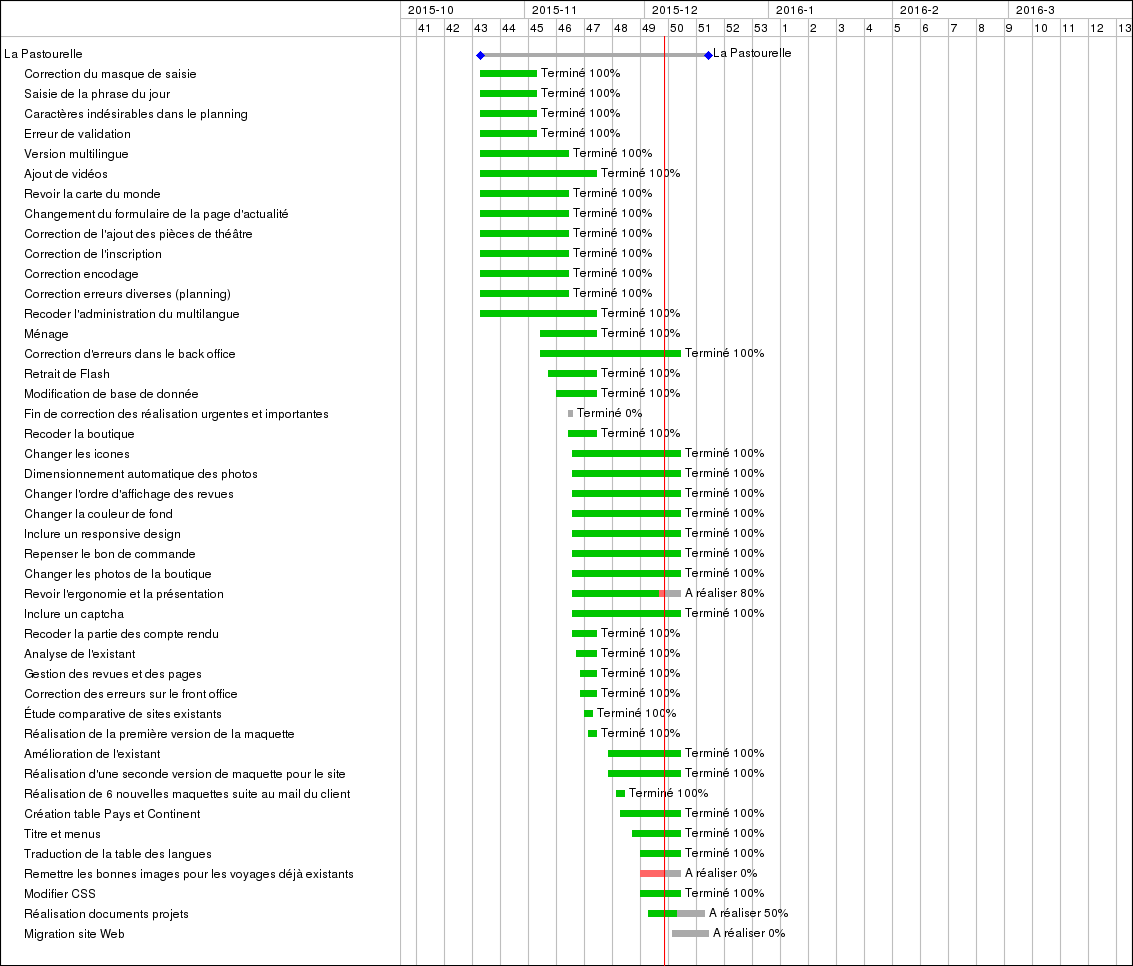 2015-10 2015-11 2015-12 2016-1 2016-2 2016-3
41 42 43 44 45 46 47 48 49 50 51 52 53 1 2 3 4 5 6 7 8 9 10 11 12 13
La Pastourelle La Pastourelle
Correction du masque de saisie Terminé 100%
Saisie de la phrase du jour Terminé 100%
Caractères indésirables dans le planning Terminé 100%
Erreur de validation Terminé 100%
Version multilingue Terminé 100%
Ajout de vidéos Terminé 100%
Revoir la carte du monde Terminé 100%
Changement du formulaire de la page d'actualité Terminé 100%
Correction de l'ajout des pièces de théâtre Terminé 100%
Correction de l'inscription Terminé 100%
Correction encodage Terminé 100%
Correction erreurs diverses (planning) Terminé 100%
Recoder l'administration du multilangue Terminé 100%
Ménage Terminé 100%
Correction d'erreurs dans le back office Terminé 100%
Retrait de Flash Terminé 100%
Modification de base de donnée Terminé 100%
Fin de correction des réalisation urgentes et importantes Terminé 0%
Recoder la boutique Terminé 100%
Changer les icones Terminé 100%
Dimensionnement automatique des photos Terminé 100%
Changer l'ordre d'affichage des revues Terminé 100%
Changer la couleur de fond Terminé 100%
Inclure un responsive design Terminé 100%
Repenser le bon de commande Terminé 100%
Changer les photos de la boutique Terminé 100%
Revoir l'ergonomie et la présentation A réaliser 80%
Inclure un captcha Terminé 100%
Recoder la partie des compte rendu Terminé 100%
Analyse de l'existant Terminé 100%
Gestion des revues et des pages Terminé 100%
Correction des erreurs sur le front office Terminé 100%
Étude comparative de sites existants Terminé 100%
Réalisation de la première version de la maquette Terminé 100%
Amélioration de l'existant Terminé 100%
Réalisation d'une seconde version de maquette pour le site Terminé 100%
Réalisation de 6 nouvelles maquettes suite au mail du client Terminé 100%
Création table Pays et Continent Terminé 100%
Titre et menus Terminé 100%
Traduction de la table des langues Terminé 100%
Remettre les bonnes images pour les voyages déjà existants A réaliser 0%
Modifier CSS Terminé 100%
Réalisation documents projets A réaliser 50%
Migration site Web A réaliser 0%